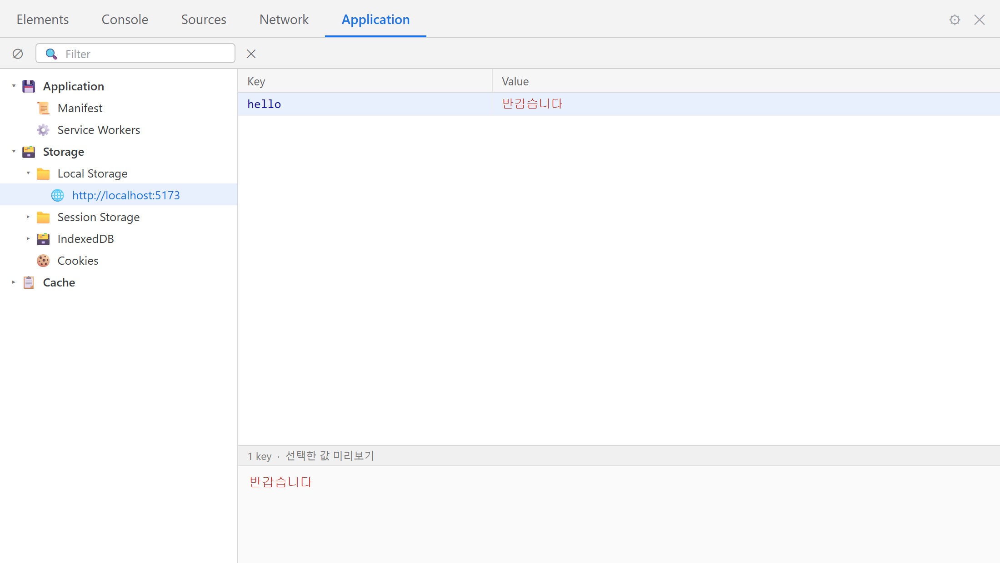 Elements Console Sources Network Application
Filter
Application
Manifest
Service Workers
Storage
Local Storage
http://localhost:5173
Session Storage
IndexedDB
Cookies
Cache
Key Value
hello 반갑습니다
1 key · 선택한 값 미리보기
반갑습니다